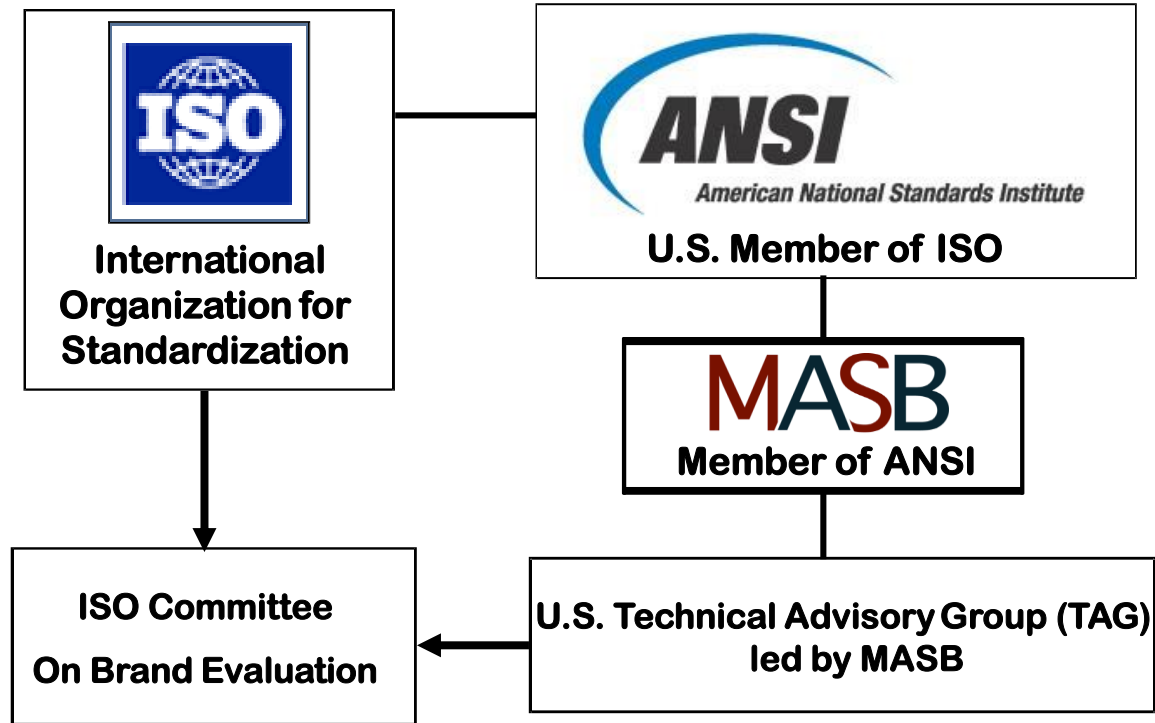 ISO
International
Organization for
Standardization
ANSI
American National Standards Institute
U.S. Member of ISO
MASB
Member of ANSI
ISO Committee
On Brand Evaluation
U.S. Technical Advisory Group (TAG)
led by MASB